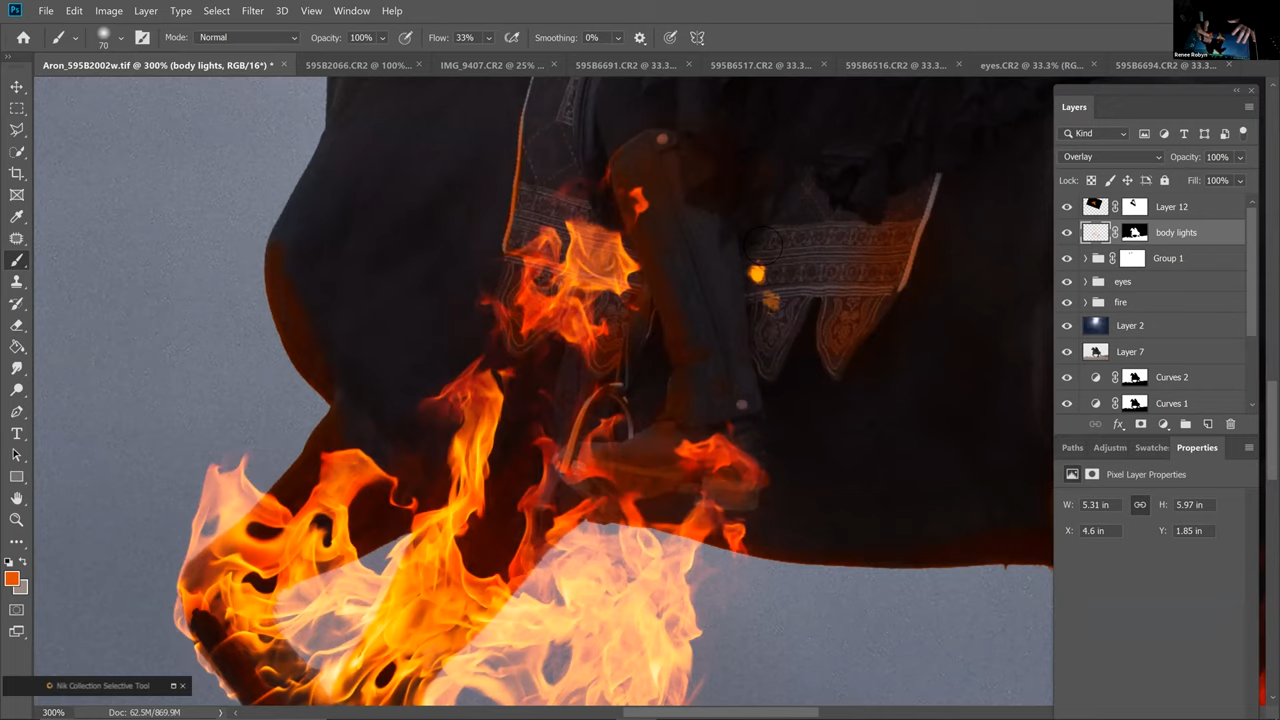 Ps File Edit Image Layer Type Select Filter 3D View Window Help
Renee Robyn
70 Mode: Normal Opacity: 100% Flow: 33% Smoothing: 0%
Aron_595B2002w.tif @ 300% (body lights, RGB/16*) * 595B2066.CR2 @ 100%... IMG_9407.CR2 @ 25% ... 595B6691.CR2 @ 33.3... 595B6517.CR2 @ 33.3... 595B6516.CR2 @ 33.3... eyes.CR2 @ 33.3% (RG... 595B6694.CR2 @ 33.3...
Layers
Kind
Overlay Opacity: 100%
Lock: Fill: 100%
Layer 12
body lights
Group 1
eyes
fire
Layer 2
Layer 7
Curves 2
Curves 1
fx
Paths Adjustm Swatche Properties
Pixel Layer Properties
W: 5.31 in H: 5.97 in
X: 4.6 in Y: 1.85 in
Nik Collection Selective Tool
300% Doc: 62.5M/869.9M